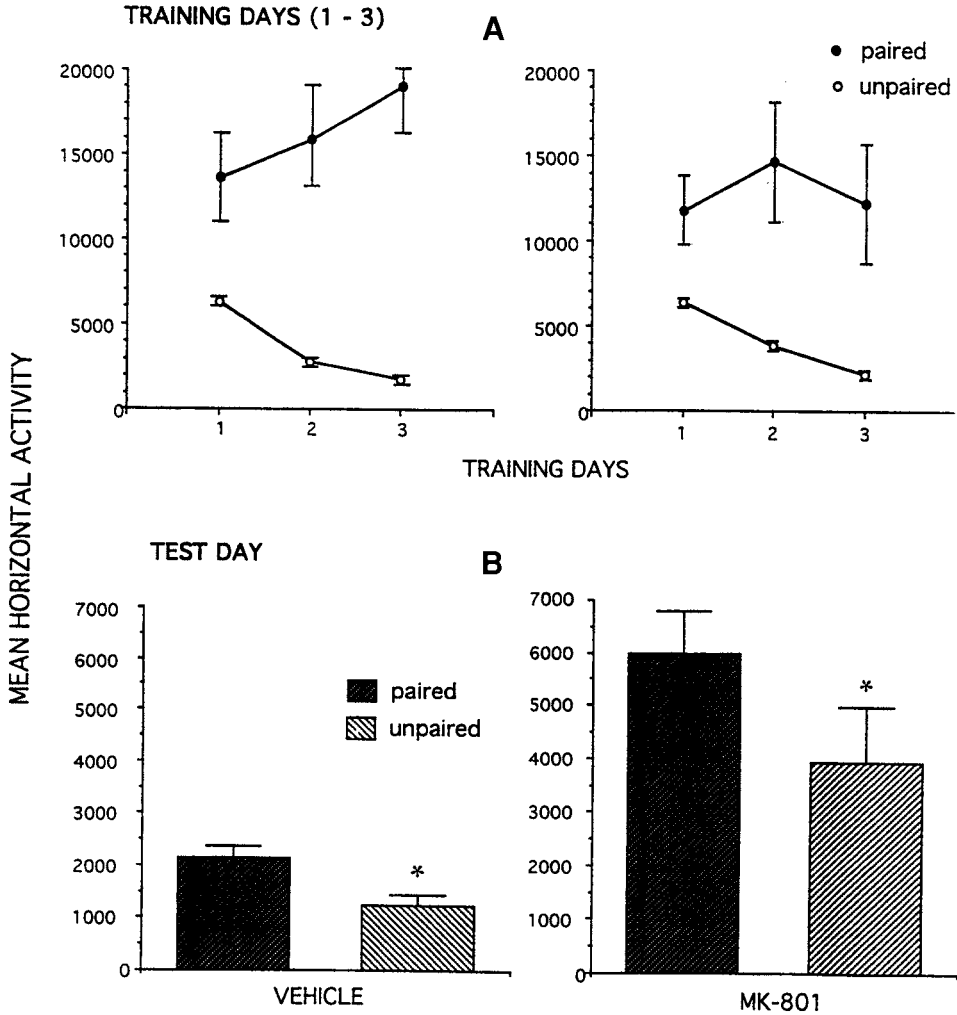 TRAINING DAYS (1 - 3)
A
paired
unpaired
20000
15000
10000
5000
0
1 2 3
20000
15000
10000
5000
0
1 2 3
TRAINING DAYS
MEAN HORIZONTAL ACTIVITY
TEST DAY
B
7000
6000
5000
4000
3000
2000
1000
0
paired
unpaired
*
VEHICLE
7000
6000
5000
4000
3000
2000
1000
0
*
MK-801